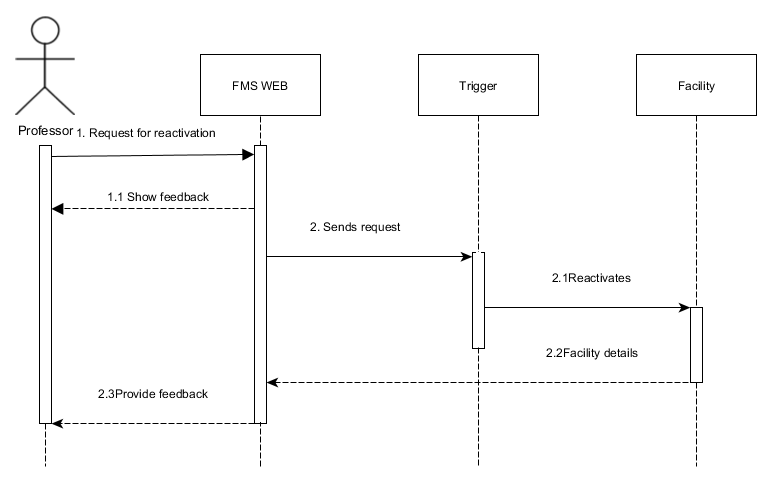 FMS WEB
Trigger
Facility
Professor
1. Request for reactivation
1.1 Show feedback
2. Sends request
2.1Reactivates
2.2Facility details
2.3Provide feedback